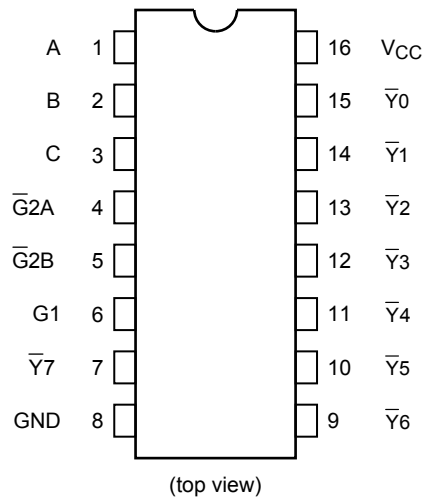 A 1 16 VCC
B 2 15 Y̅0
C 3 14 Y̅1
G̅2A 4 13 Y̅2
G̅2B 5 12 Y̅3
G1 6 11 Y̅4
Y̅7 7 10 Y̅5
GND 8 9 Y̅6
(top view)